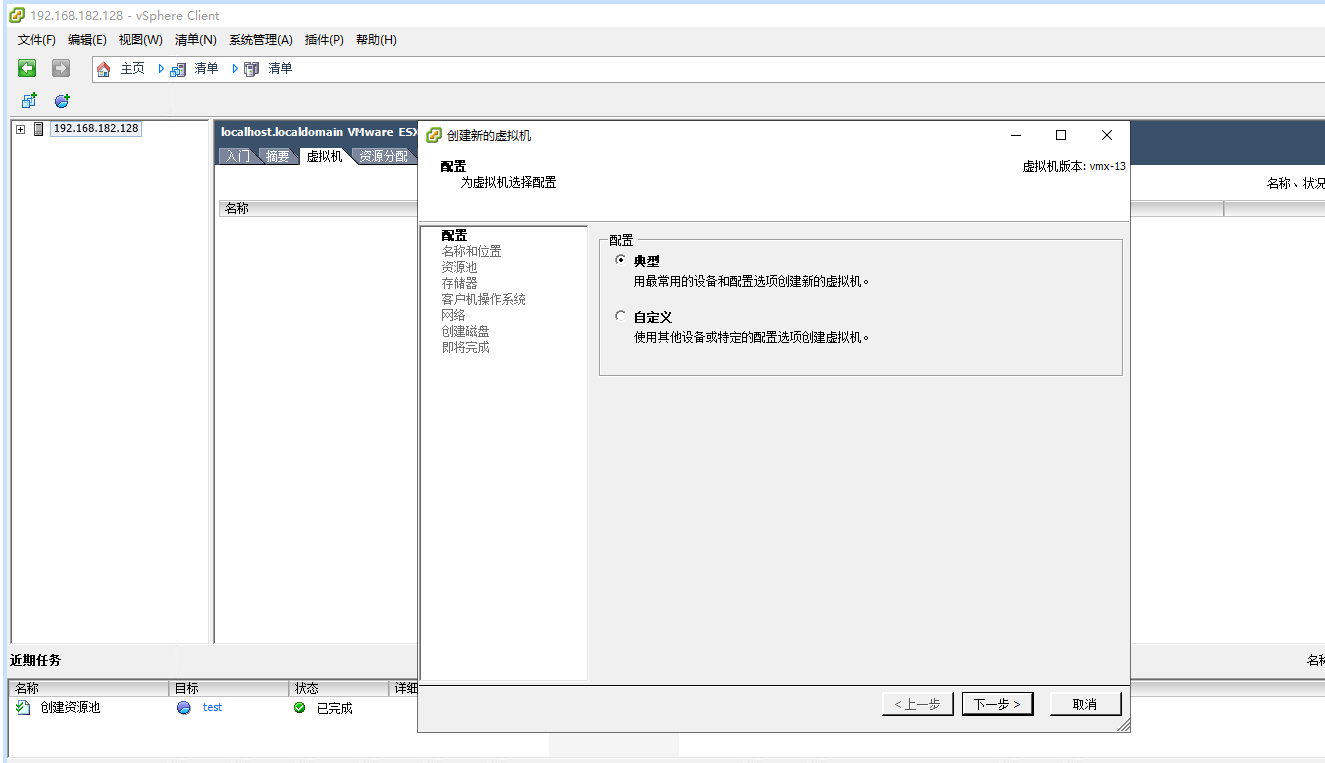 192.168.182.128 - vSphere Client
文件(F) 编辑(E) 视图(W) 清单(N) 系统管理(A) 插件(P) 帮助(H)
主页 清单 清单
192.168.182.128
localhost.localdomain VMware ESX
入门 摘要 虚拟机 资源分配
名称、状况
名称
创建新的虚拟机
配置
为虚拟机选择配置
虚拟机版本: vmx-13
配置
名称和位置
资源池
存储器
客户机操作系统
网络
创建磁盘
即将完成
配置
典型
用最常用的设备和配置选项创建新的虚拟机。
自定义
使用其他设备或特定的配置选项创建虚拟机。
< 上一步 下一步 > 取消
近期任务
名称
名称 目标 状态 详细
创建资源池 test 已完成